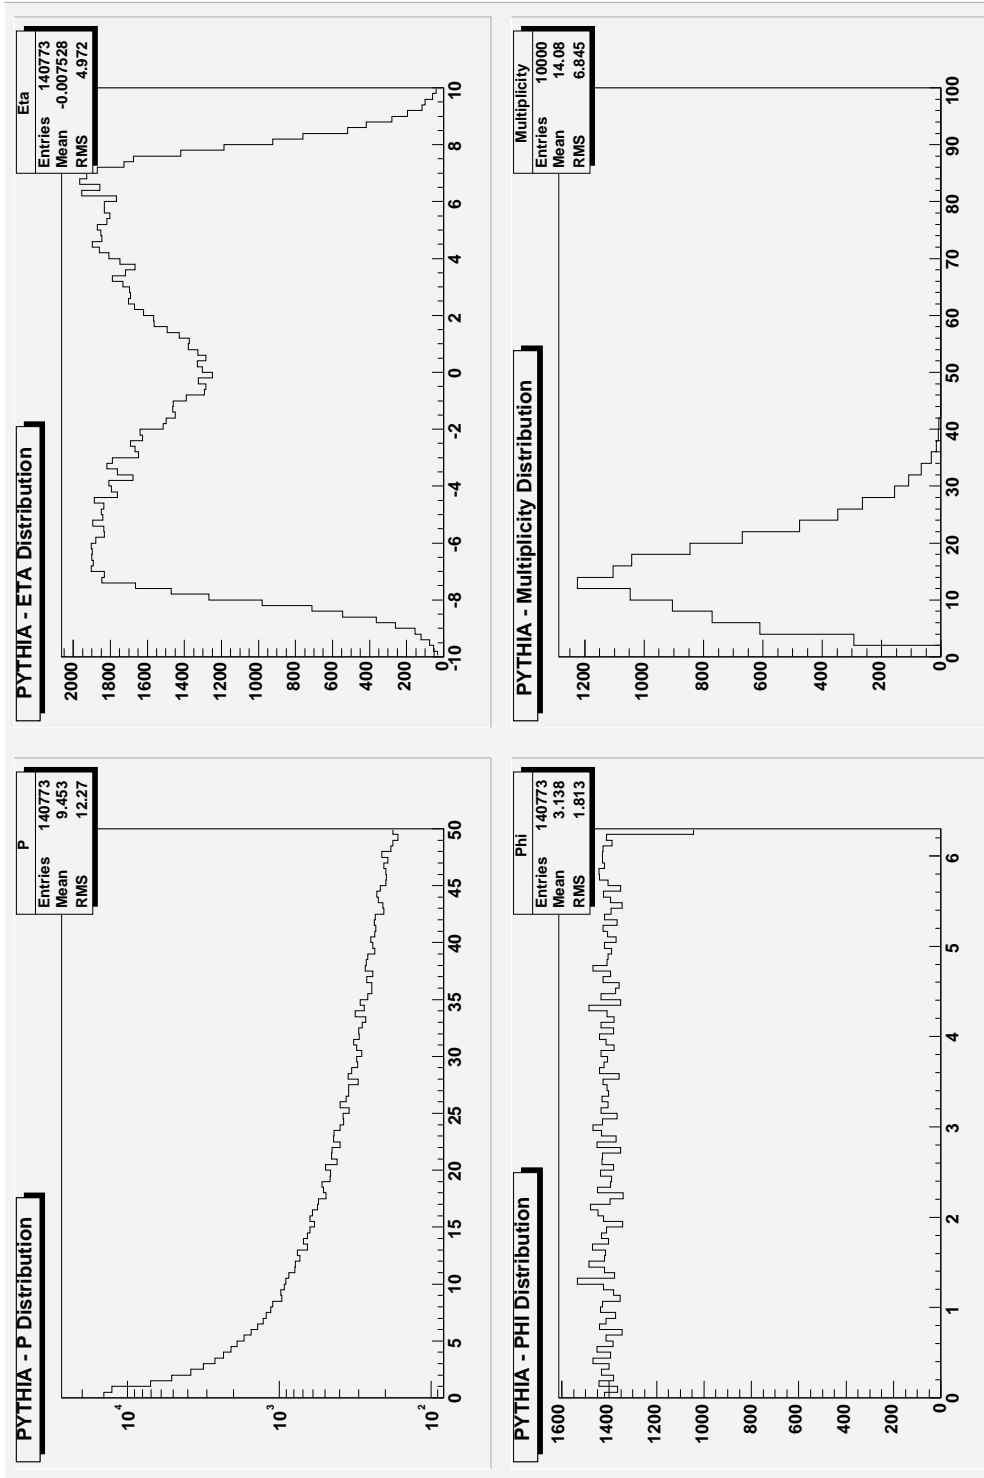 PYTHIA - P Distribution
P
Entries 140773
Mean 9.453
RMS 12.27
10^4
10^3
10^2
0 5 10 15 20 25 30 35 40 45 50
PYTHIA - ETA Distribution
Eta
Entries 140773
Mean -0.007528
RMS 4.972
2000
1800
1600
1400
1200
1000
800
600
400
200
0
-10 -8 -6 -4 -2 0 2 4 6 8 10
PYTHIA - PHI Distribution
Phi
Entries 140773
Mean 3.138
RMS 1.813
1600
1400
1200
1000
800
600
400
200
0
0 1 2 3 4 5 6
PYTHIA - Multiplicity Distribution
Multiplicity
Entries 10000
Mean 14.08
RMS 6.845
1200
1000
800
600
400
200
0
0 10 20 30 40 50 60 70 80 90 100